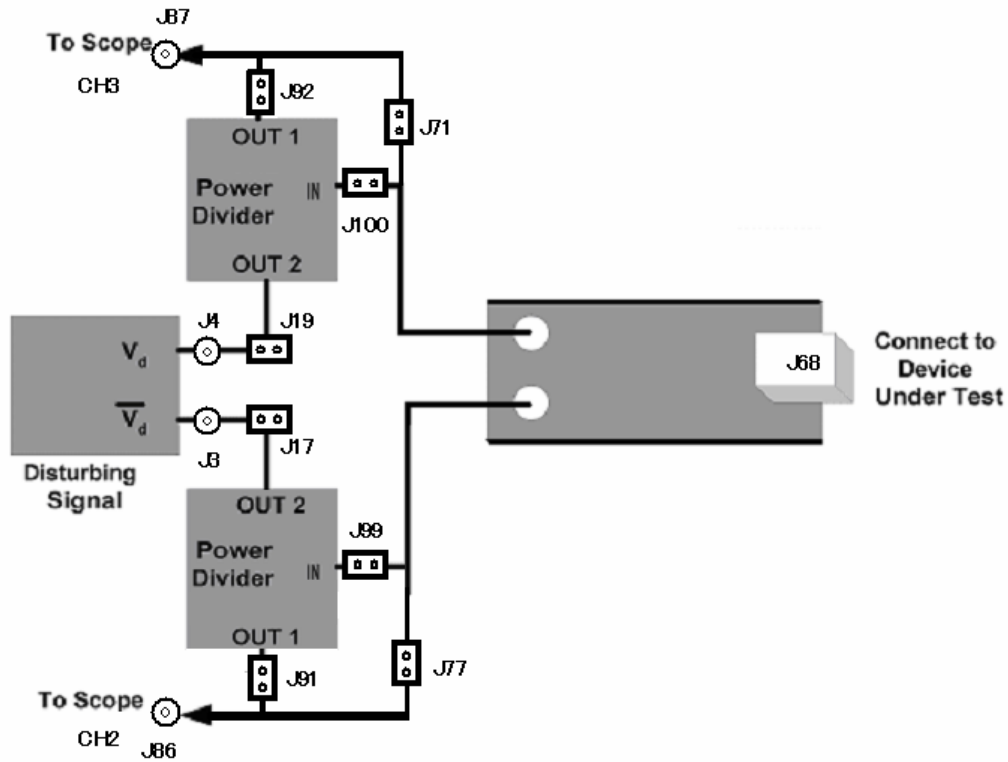 J87
To Scope
CH3
J92
J71
OUT 1
Power
Divider
IN
J100
OUT 2
J4
J19
Vd
Vd
J3
J17
Disturbing
Signal
J68
Connect to
Device
Under Test
OUT 2
J99
Power
Divider
IN
OUT 1
J91
J77
To Scope
CH2
J86